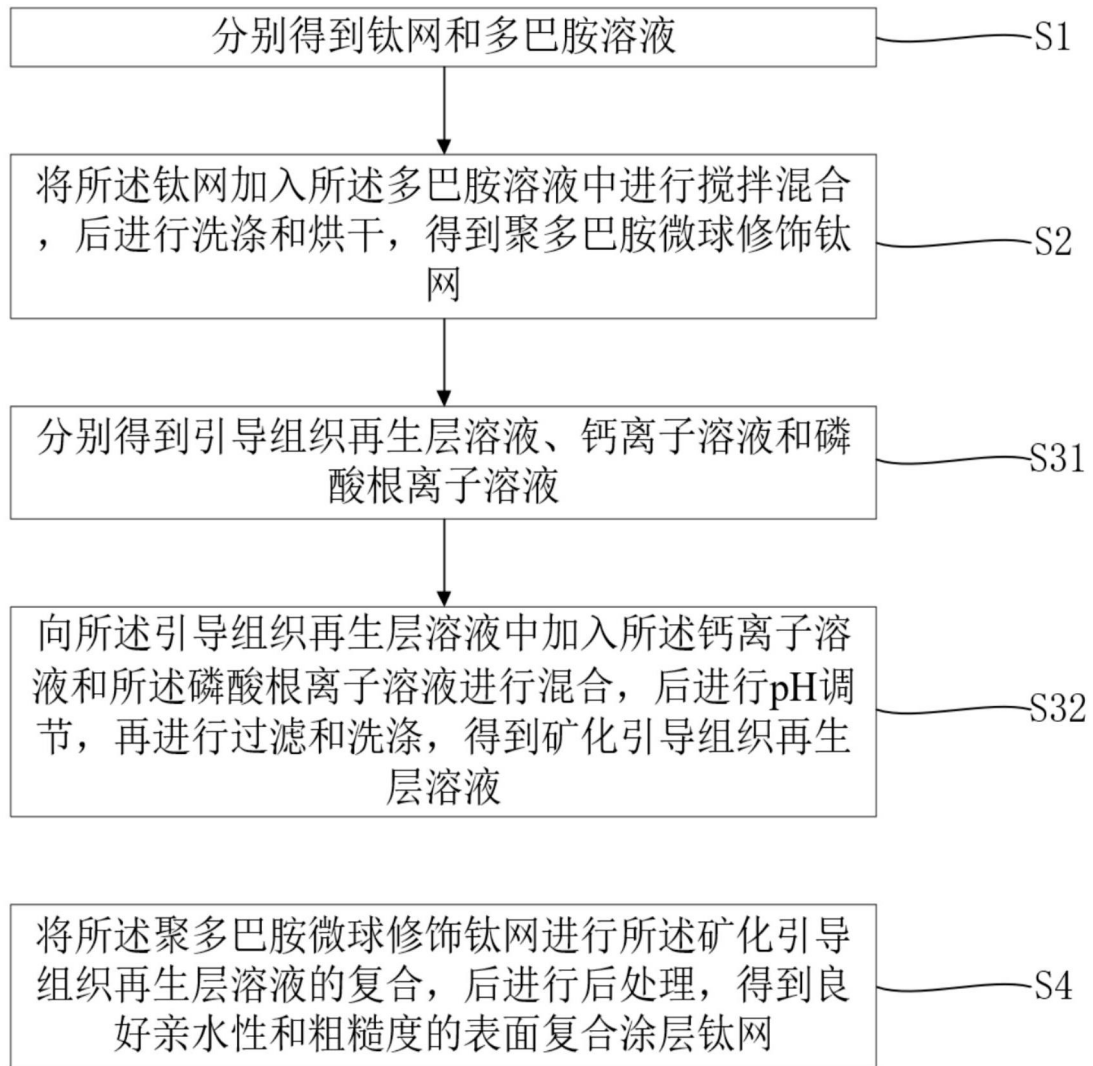 分别得到钛网和多巴胺溶液
S1
将所述钛网加入所述多巴胺溶液中进行搅拌混合
，后进行洗涤和烘干，得到聚多巴胺微球修饰钛
网
S2
分别得到引导组织再生层溶液、钙离子溶液和磷
酸根离子溶液
S31
向所述引导组织再生层溶液中加入所述钙离子溶
液和所述磷酸根离子溶液进行混合，后进行pH调
节，再进行过滤和洗涤，得到矿化引导组织再生
层溶液
S32
将所述聚多巴胺微球修饰钛网进行所述矿化引导
组织再生层溶液的复合，后进行后处理，得到良
好亲水性和粗糙度的表面复合涂层钛网
S4